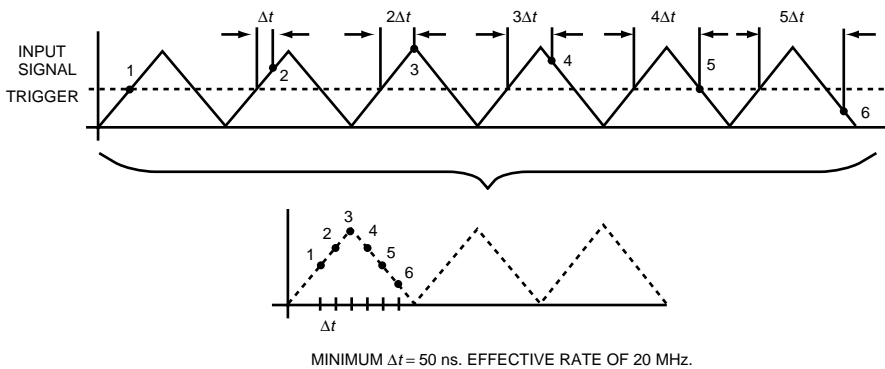 Δt 2Δt 3Δt 4Δt 5Δt
INPUT
SIGNAL
TRIGGER
1
2
3
4
5
6
3
2
4
1
5
6
Δt
MINIMUM Δt = 50 ns. EFFECTIVE RATE OF 20 MHz.